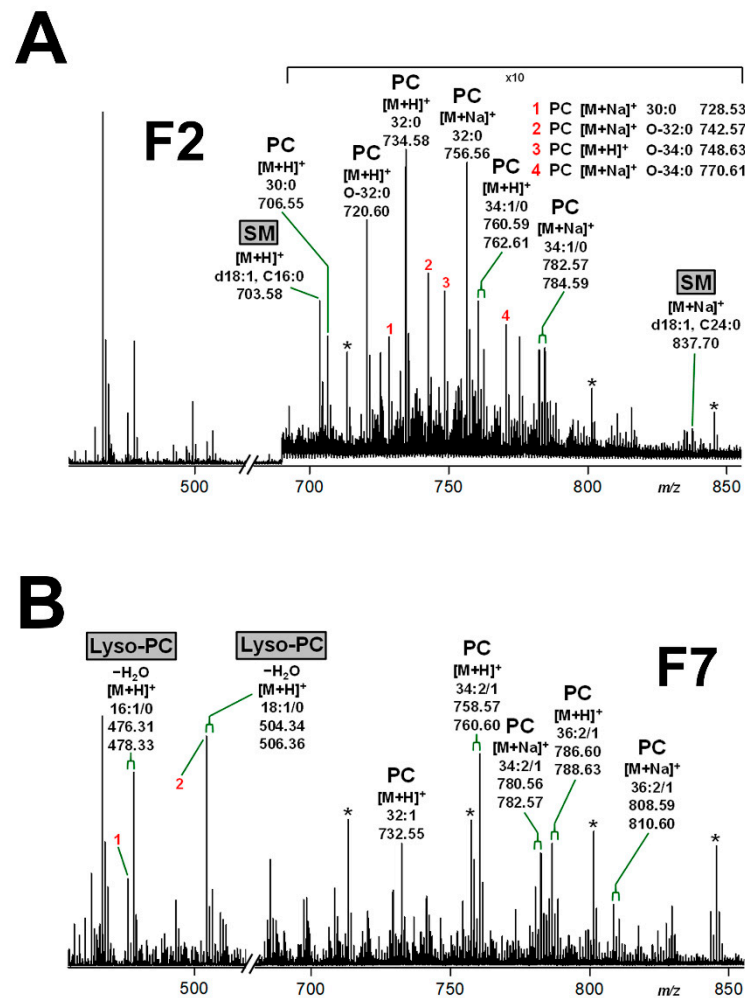 A
F2
x10
PC
[M+H]+
30:0
706.55
SM
[M+H]+
d18:1, C16:0
703.58
PC
[M+H]+
O-32:0
720.60
PC
[M+H]+
32:0
734.58
PC
[M+Na]+
32:0
756.56
PC
[M+H]+
34:1/0
760.59
762.61
PC
[M+Na]+
34:1/0
782.57
784.59
1 PC [M+Na]+ 30:0 728.53
2 PC [M+Na]+ O-32:0 742.57
3 PC [M+H]+ O-34:0 748.63
4 PC [M+Na]+ O-34:0 770.61
SM
[M+Na]+
d18:1, C24:0
837.70
1
2
3
4
*
*
*
500
700
750
800
m/z
850
B
F7
Lyso-PC
−H2O
[M+H]+
16:1/0
476.31
478.33
Lyso-PC
−H2O
[M+H]+
18:1/0
504.34
506.36
1
2
PC
[M+H]+
32:1
732.55
PC
[M+H]+
34:2/1
758.57
760.60
PC
[M+Na]+
34:2/1
780.56
782.57
PC
[M+H]+
36:2/1
786.60
788.63
PC
[M+Na]+
36:2/1
808.59
810.60
*
*
*
*
500
700
750
800
m/z
850